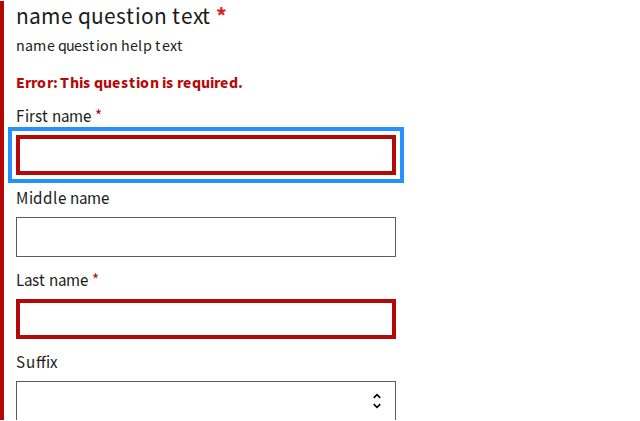 name question text *
name question help text
Error: This question is required.
First name *
Middle name
Last name *
Suffix